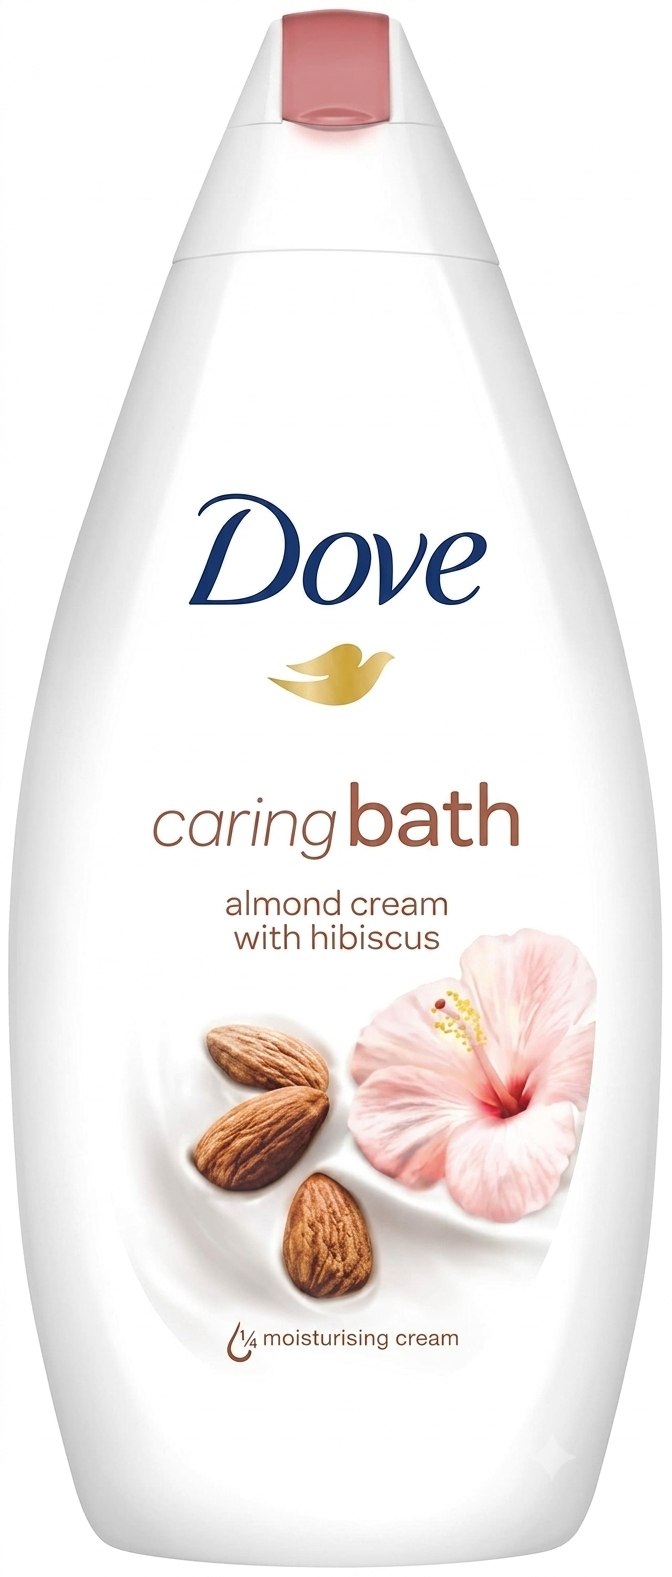 Dove
caring bath
almond cream
with hibiscus
1/4 moisturising cream